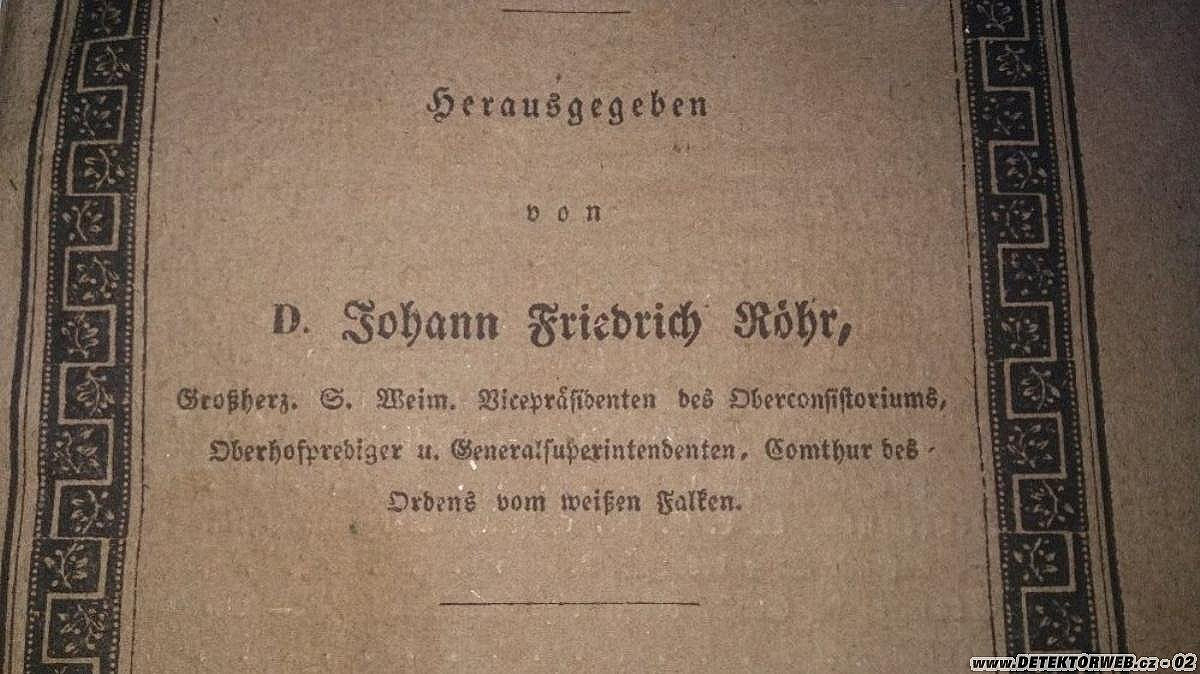 Herausgegeben
von
D. Johann Friedrich Röhr,
Großherz. S. Weim. Vicepräsidenten des Oberconsistoriums,
Oberhofprediger u. Generalsuperintendenten, Comthur des
Ordens vom weißen Falken.
www.DETEKTORWEB.cz - 02